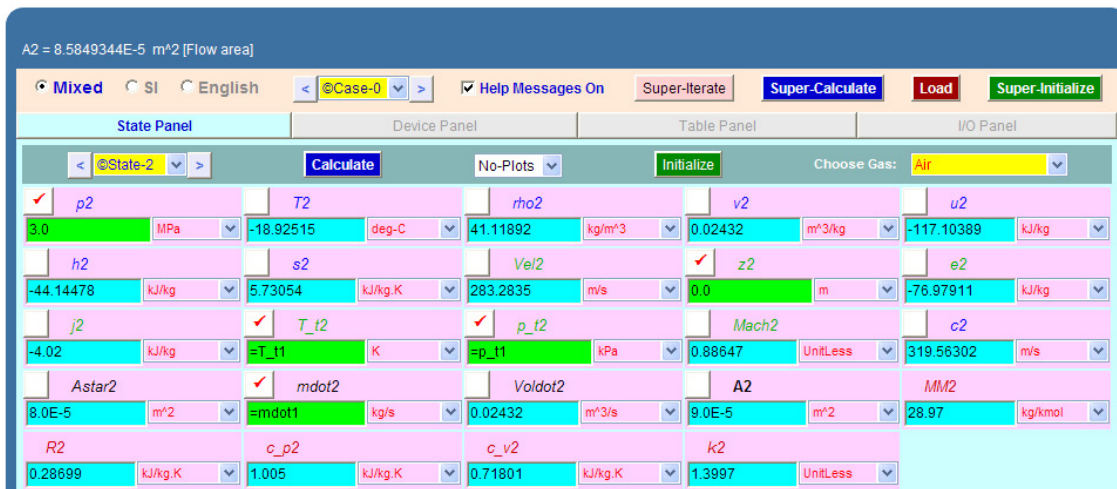 A2 = 8.5849344E-5 m^2 [Flow area]
Mixed SI English < ©Case-0 > Help Messages On Super-Iterate Super-Calculate Load Super-Initialize
State Panel Device Panel Table Panel I/O Panel
< ©State-2 > Calculate No-Plots Initialize Choose Gas: Air
p2 T2 rho2 v2 u2
3.0 MPa -18.92515 deg-C 41.11892 kg/m^3 0.02432 m^3/kg -117.10389 kJ/kg
h2 s2 Vel2 z2 e2
-44.14478 kJ/kg 5.73054 kJ/kg.K 283.2835 m/s 0.0 m -76.97911 kJ/kg
j2 T_t2 p_t2 Mach2 c2
-4.02 kJ/kg =T_t1 K =p_t1 kPa 0.88647 UnitLess 319.56302 m/s
Astar2 mdot2 Voldot2 A2 MM2
8.0E-5 m^2 =mdot1 kg/s 0.02432 m^3/s 9.0E-5 m^2 28.97 kg/kmol
R2 c_p2 c_v2 k2
0.28699 kJ/kg.K 1.005 kJ/kg.K 0.71801 kJ/kg.K 1.3997 UnitLess